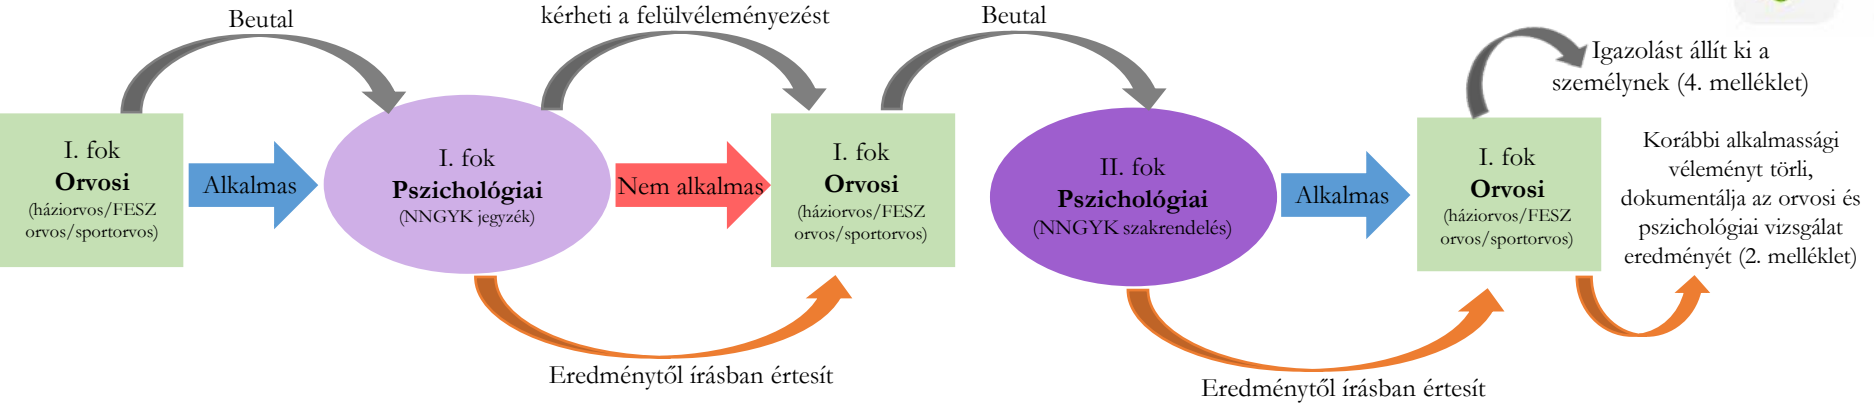 Beutal
I. fok
Orvosi
(háziorvos/FESZ
orvos/sportorvos)
Alkalmas
I. fok
Pszichológiai
(NNGYK jegyzék)
kérheti a felülvéleményezést
Nem alkalmas
Eredménytől írásban értesít
I. fok
Orvosi
(háziorvos/FESZ
orvos/sportorvos)
Beutal
II. fok
Pszichológiai
(NNGYK szakrendelés)
Alkalmas
Eredménytől írásban értesít
I. fok
Orvosi
(háziorvos/FESZ
orvos/sportorvos)
Igazolást állít ki a
személynek (4. melléklet)
Korábbi alkalmassági
véleményt törli,
dokumentálja az orvosi és
pszichológiai vizsgálat
eredményét (2. melléklet)